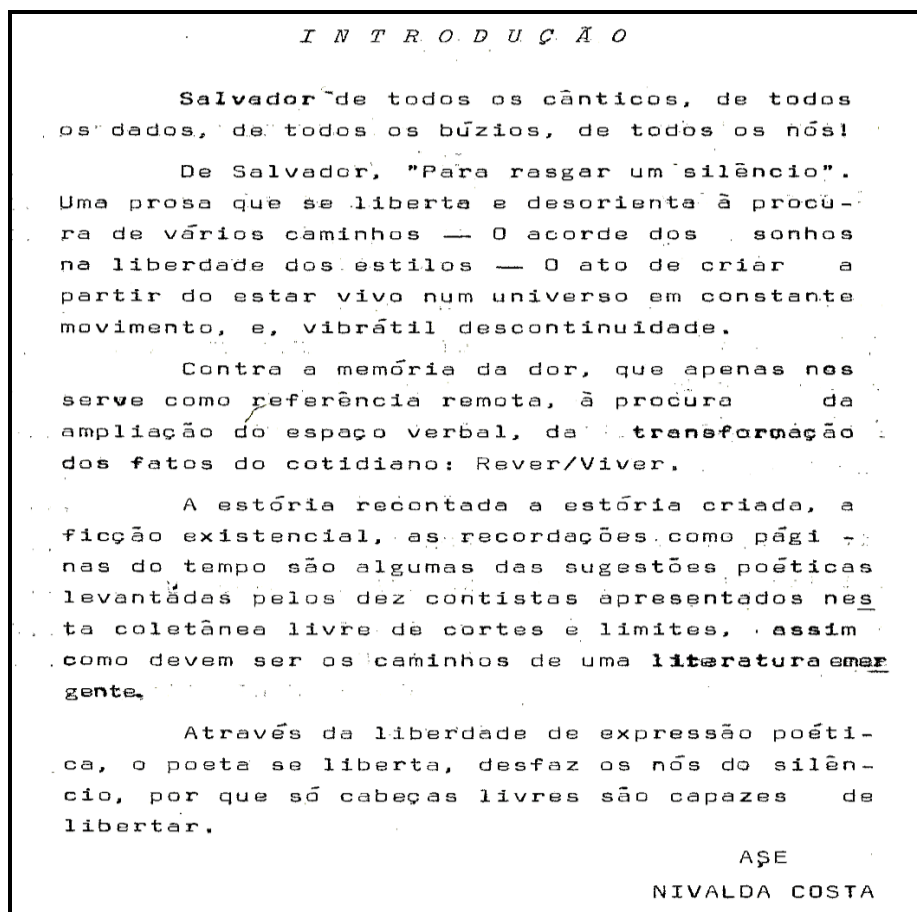 I N T R O D U Ç Ã O
Salvador de todos os cânticos, de todos
os dados, de todos os búzios, de todos os nós!
De Salvador, "Para rasgar um silêncio".
Uma prosa que se liberta e desorienta à procu-
ra de vários caminhos — O acorde dos sonhos
na liberdade dos estilos — O ato de criar a
partir do estar vivo num universo em constante
movimento, e, vibrátil descontinuidade.
Contra a memória da dor, que apenas nos
serve como referência remota, à procura da
ampliação do espaço verbal, da transformação
dos fatos do cotidiano: Rever/Viver.
A estória recontada a estória criada, a
ficção existencial, as recordações como pági -
nas do tempo são algumas das sugestões poéticas
levantadas pelos dez contistas apresentados nes
ta coletânea livre de cortes e limites, assim
como devem ser os caminhos de uma literatura emer
gente.
Através da liberdade de expressão poéti-
ca, o poeta se liberta, desfaz os nós do silên-
cio, por que só cabeças livres são capazes de
libertar.
AŞE
NIVALDA COSTA